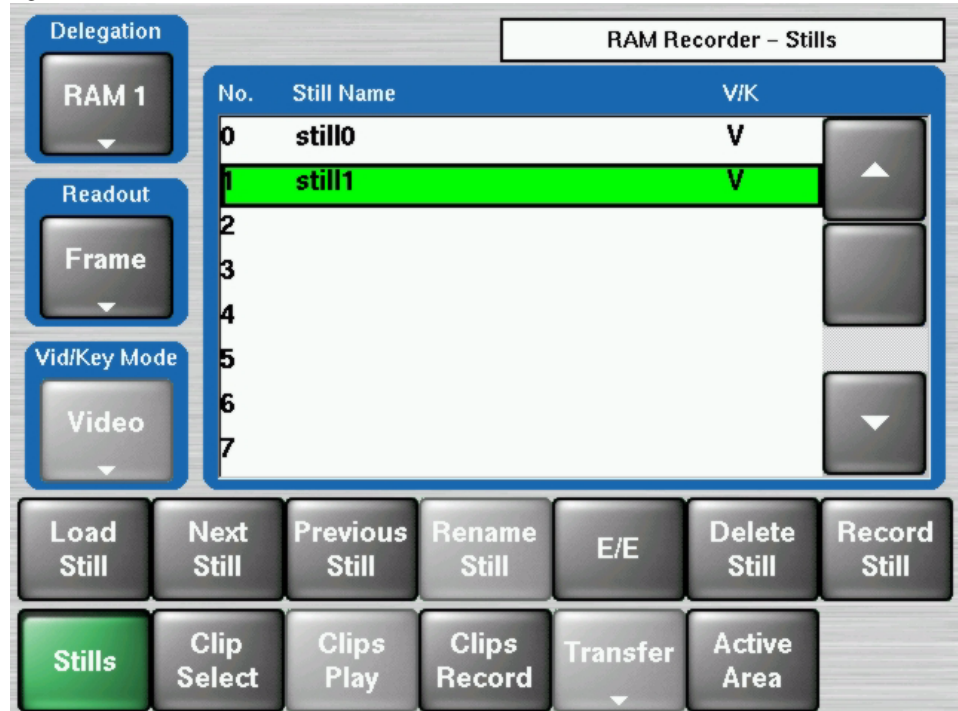 Delegation
RAM Recorder – Stills
RAM 1
No. Still Name V/K
0 still0 V
1 still1 V
Readout
2
Frame
3
4
Vid/Key Mode
5
6
Video
7
Load Still
Next Still
Previous Still
Rename Still
E/E
Delete Still
Record Still
Stills
Clip Select
Clips Play
Clips Record
Transfer
Active Area